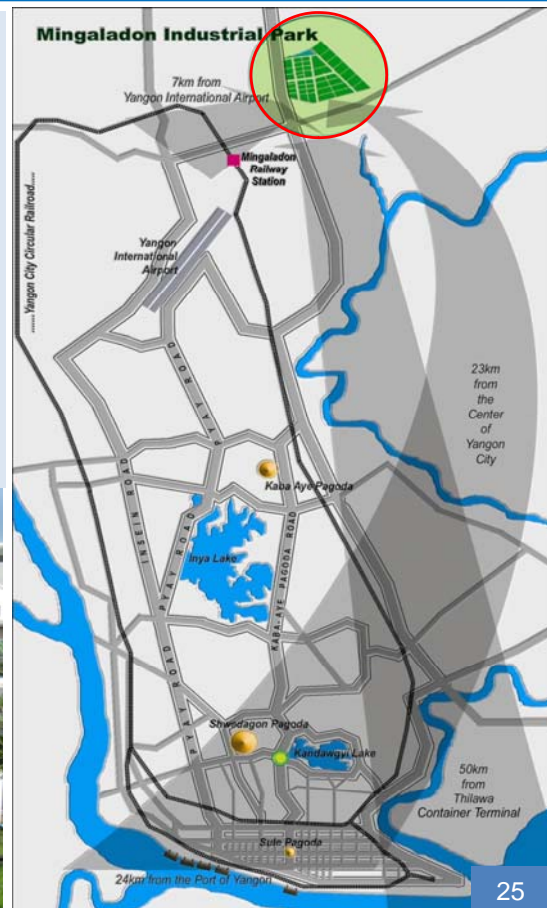 Mingaladon Industrial Park
7km from
Yangon International Airport
Mingaladon
Railway
Station
......Yangon City Circular Railroad......
Yangon
International
Airport
PYAY ROAD
23km
from
the
Center
of
Yangon
City
INSEIN ROAD
Kaba Aye Pagoda
PYAY ROAD
Inya Lake
KABA-AYE PAGODA ROAD
PYAY ROAD
Shwedagon Pagoda
Kandawgyi Lake
50km
from
Thilawa
Container Terminal
Sule Pagoda
24km from the Port of Yangon
25